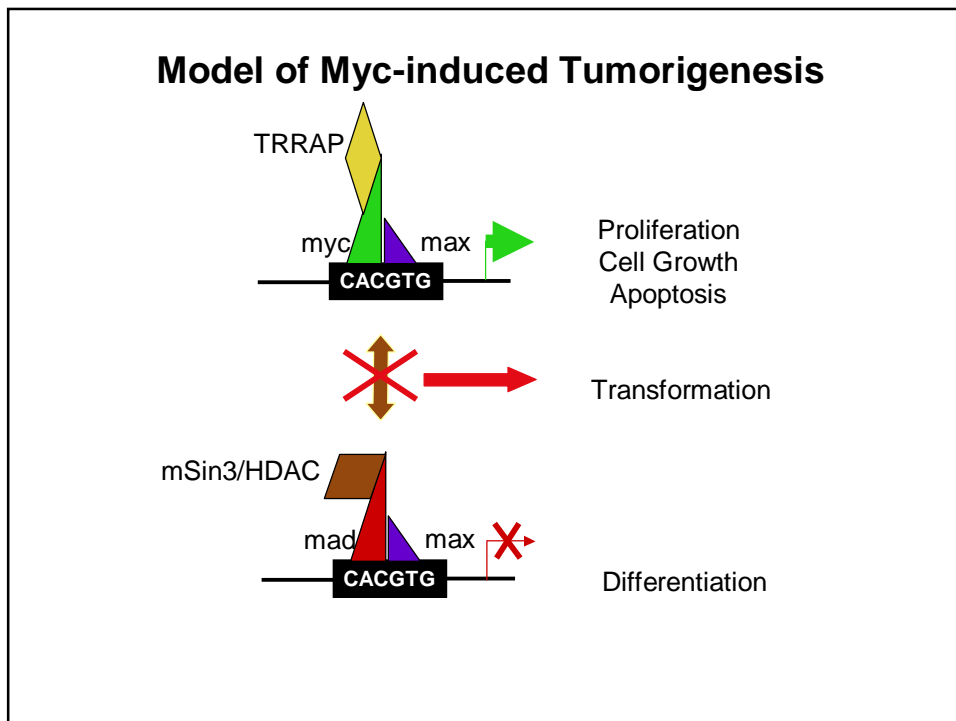 Model of Myc-induced Tumorigenesis
TRRAP
myc max
CACGTG
Proliferation
Cell Growth
Apoptosis
Transformation
mSin3/HDAC
mad max
CACGTG
Differentiation